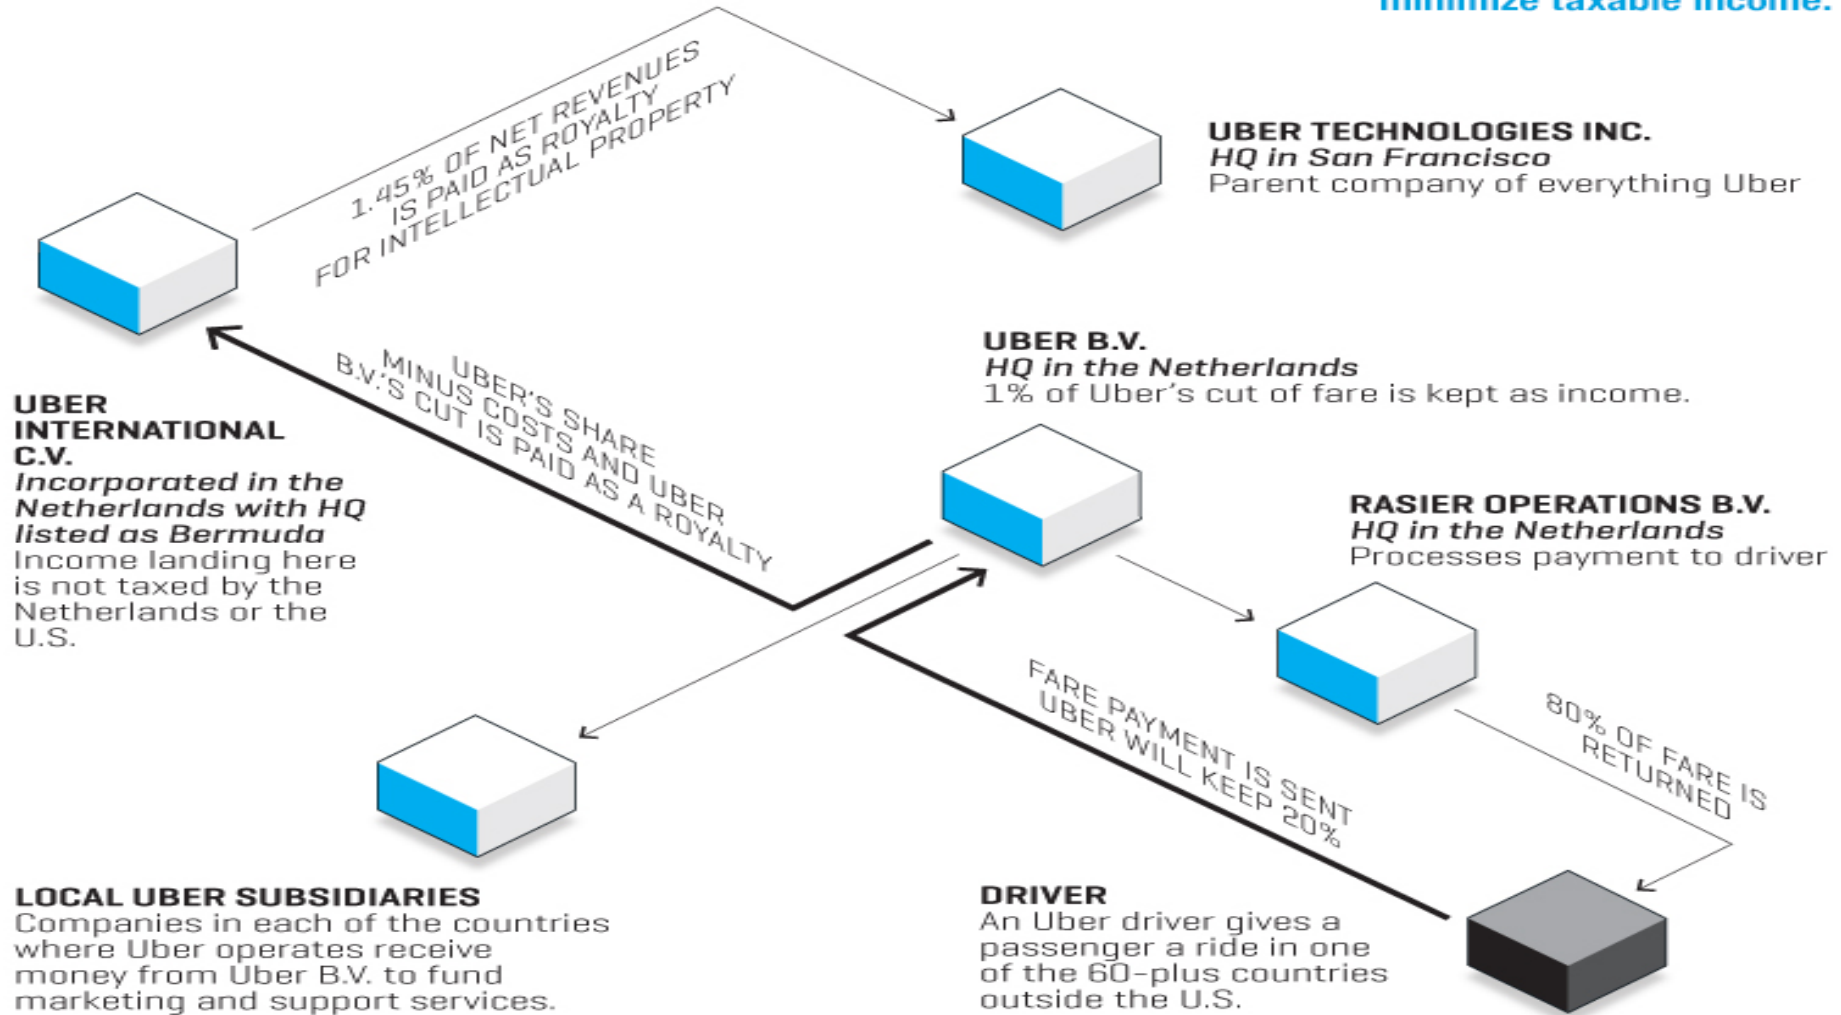 minimize taxable income.
1.45% OF NET REVENUES
IS PAID AS ROYALTY
FOR INTELLECTUAL PROPERTY
UBER TECHNOLOGIES INC.
HQ in San Francisco
Parent company of everything Uber
UBER'S SHARE
MINUS COSTS AND UBER
B.V.'S CUT IS PAID AS A ROYALTY
UBER B.V.
HQ in the Netherlands
1% of Uber's cut of fare is kept as income.
UBER
INTERNATIONAL
C.V.
Incorporated in the
Netherlands with HQ
listed as Bermuda
Income landing here
is not taxed by the
Netherlands or the
U.S.
RASIER OPERATIONS B.V.
HQ in the Netherlands
Processes payment to driver
FARE PAYMENT IS SENT
UBER WILL KEEP 20%
80% OF FARE IS
RETURNED
LOCAL UBER SUBSIDIARIES
Companies in each of the countries
where Uber operates receive
money from Uber B.V. to fund
marketing and support services.
DRIVER
An Uber driver gives a
passenger a ride in one
of the 60-plus countries
outside the U.S.